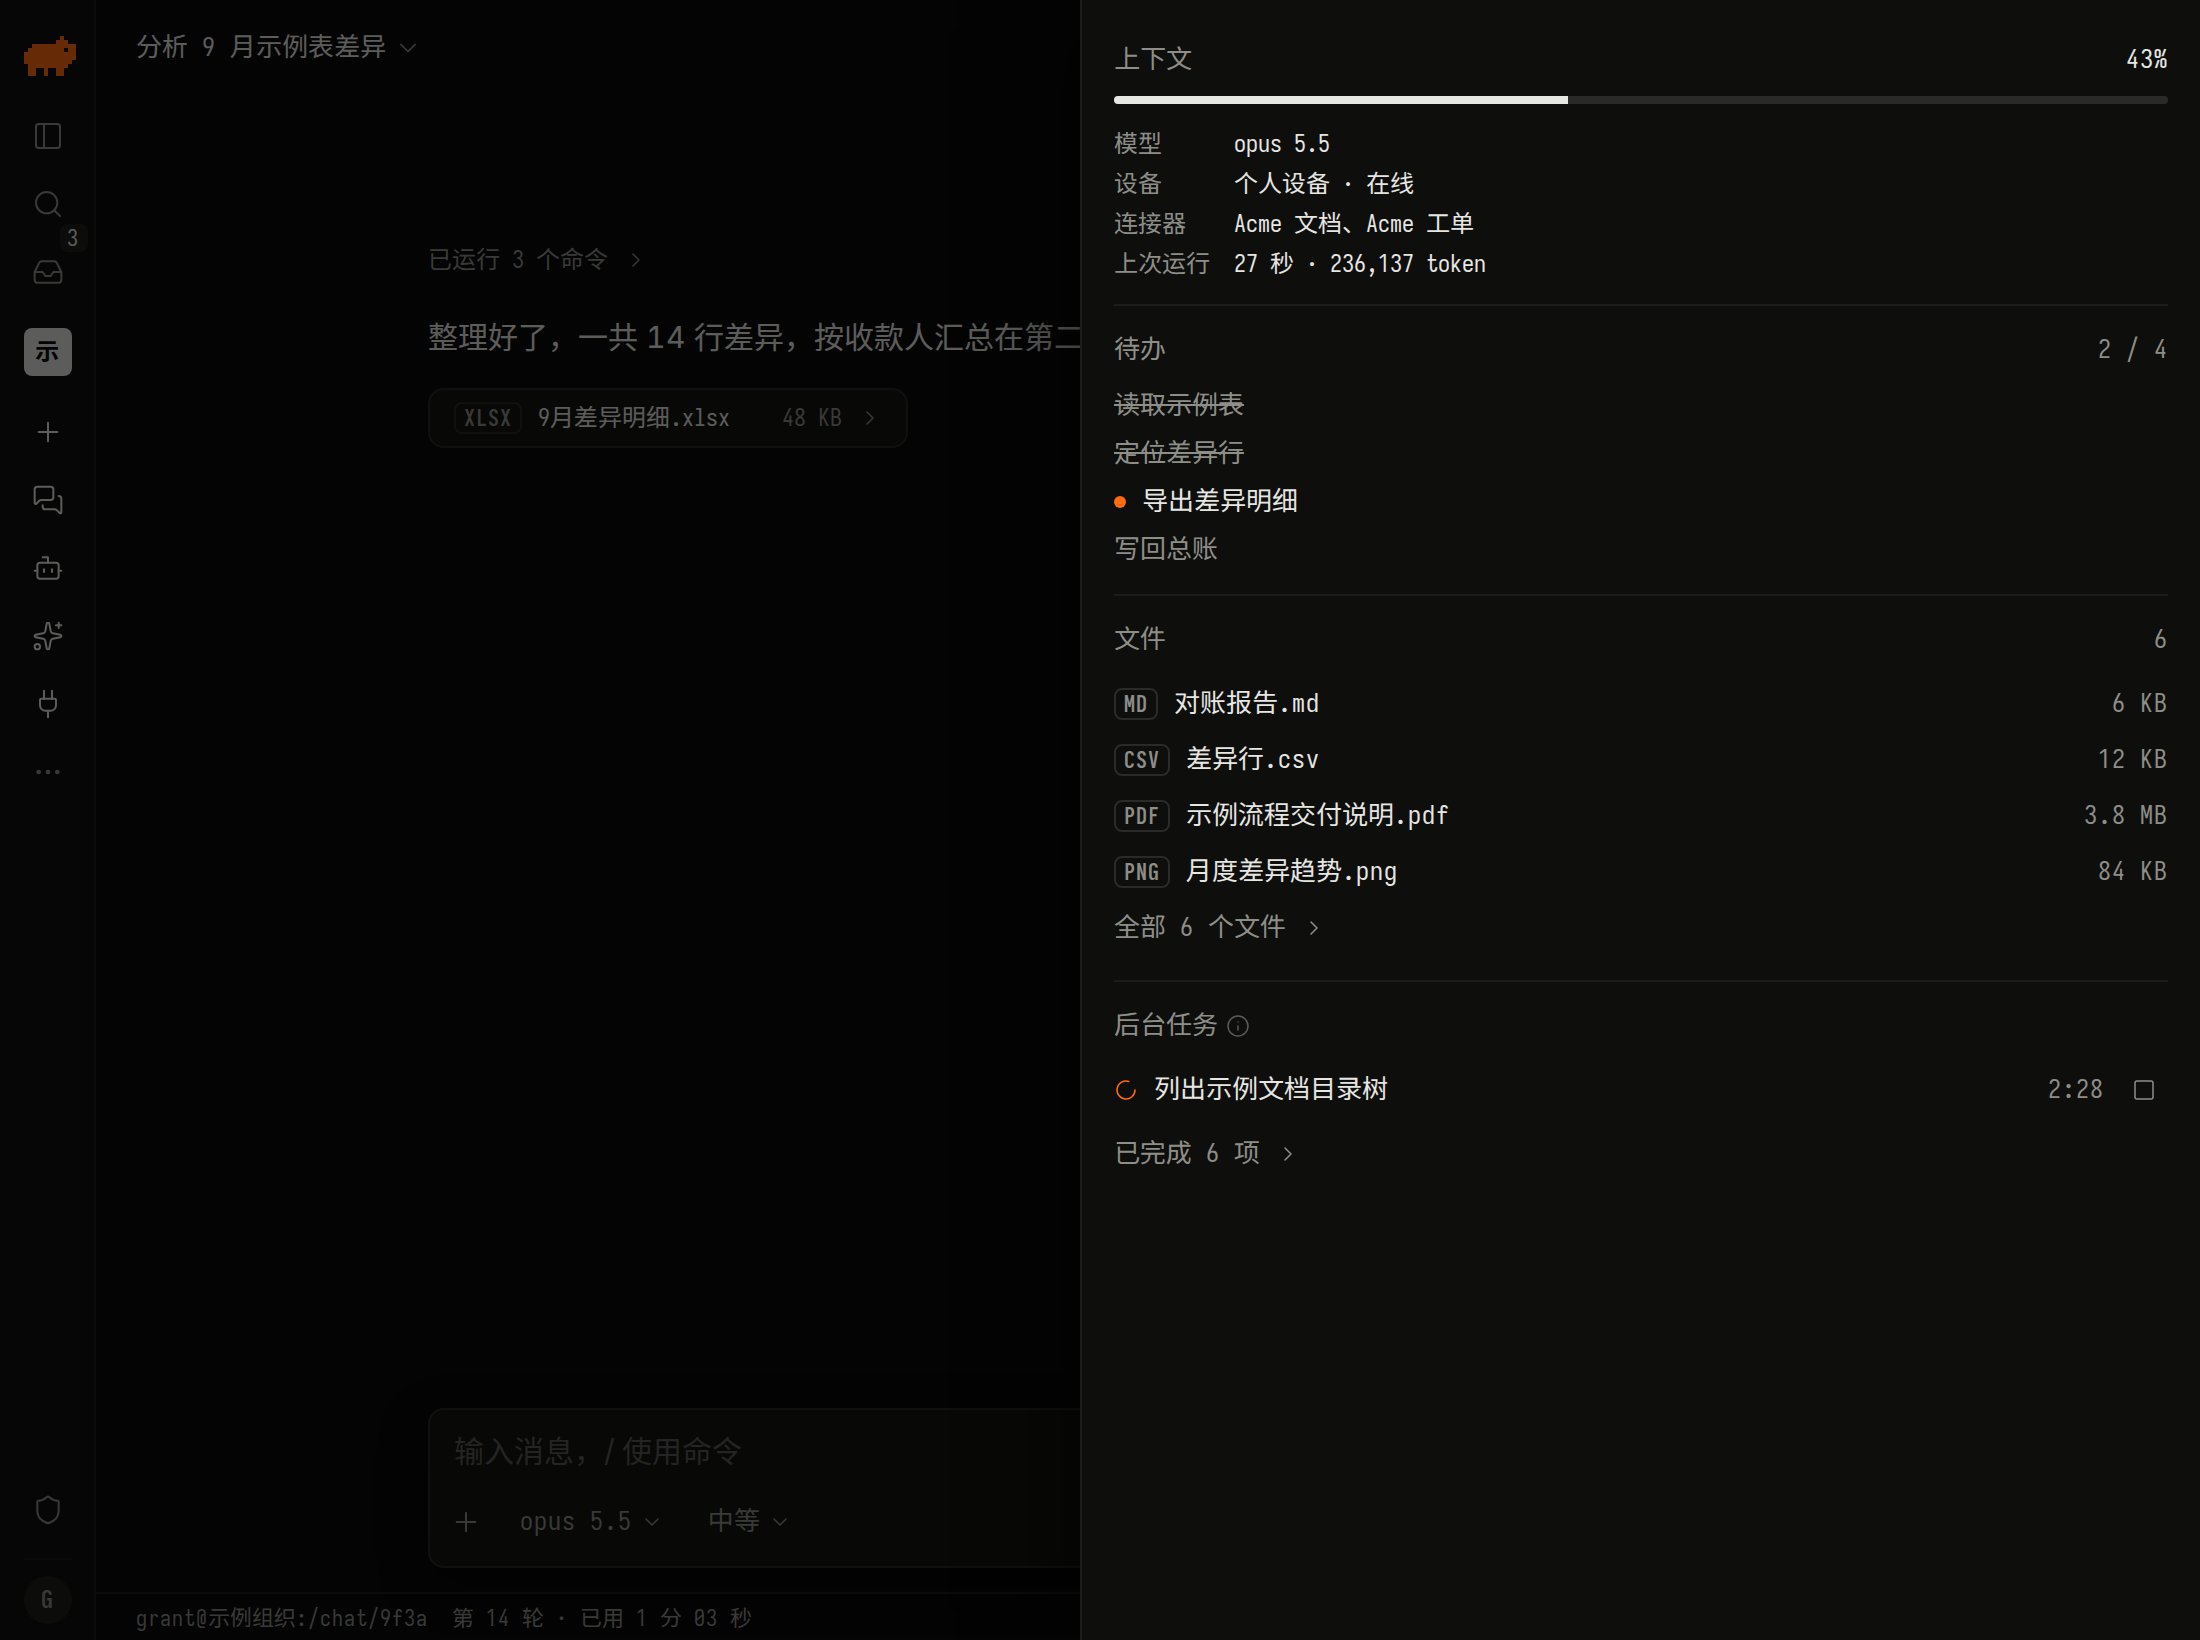 分析 9 月示例表差异
3
示
已运行 3 个命令
整理好了，一共 14 行差异，按收款人汇总在第二
XLSX 9月差异明细.xlsx 48 KB
输入消息，/ 使用命令
opus 5.5 中等
G
grant@示例组织:/chat/9f3a 第 14 轮 · 已用 1 分 03 秒
上下文 43%
模型 opus 5.5
设备 个人设备 · 在线
连接器 Acme 文档、Acme 工单
上次运行 27 秒 · 236,137 token
待办 2 / 4
读取示例表
定位差异行
导出差异明细
写回总账
文件 6
MD 对账报告.md 6 KB
CSV 差异行.csv 12 KB
PDF 示例流程交付说明.pdf 3.8 MB
PNG 月度差异趋势.png 84 KB
全部 6 个文件
后台任务
列出示例文档目录树 2:28
已完成 6 项